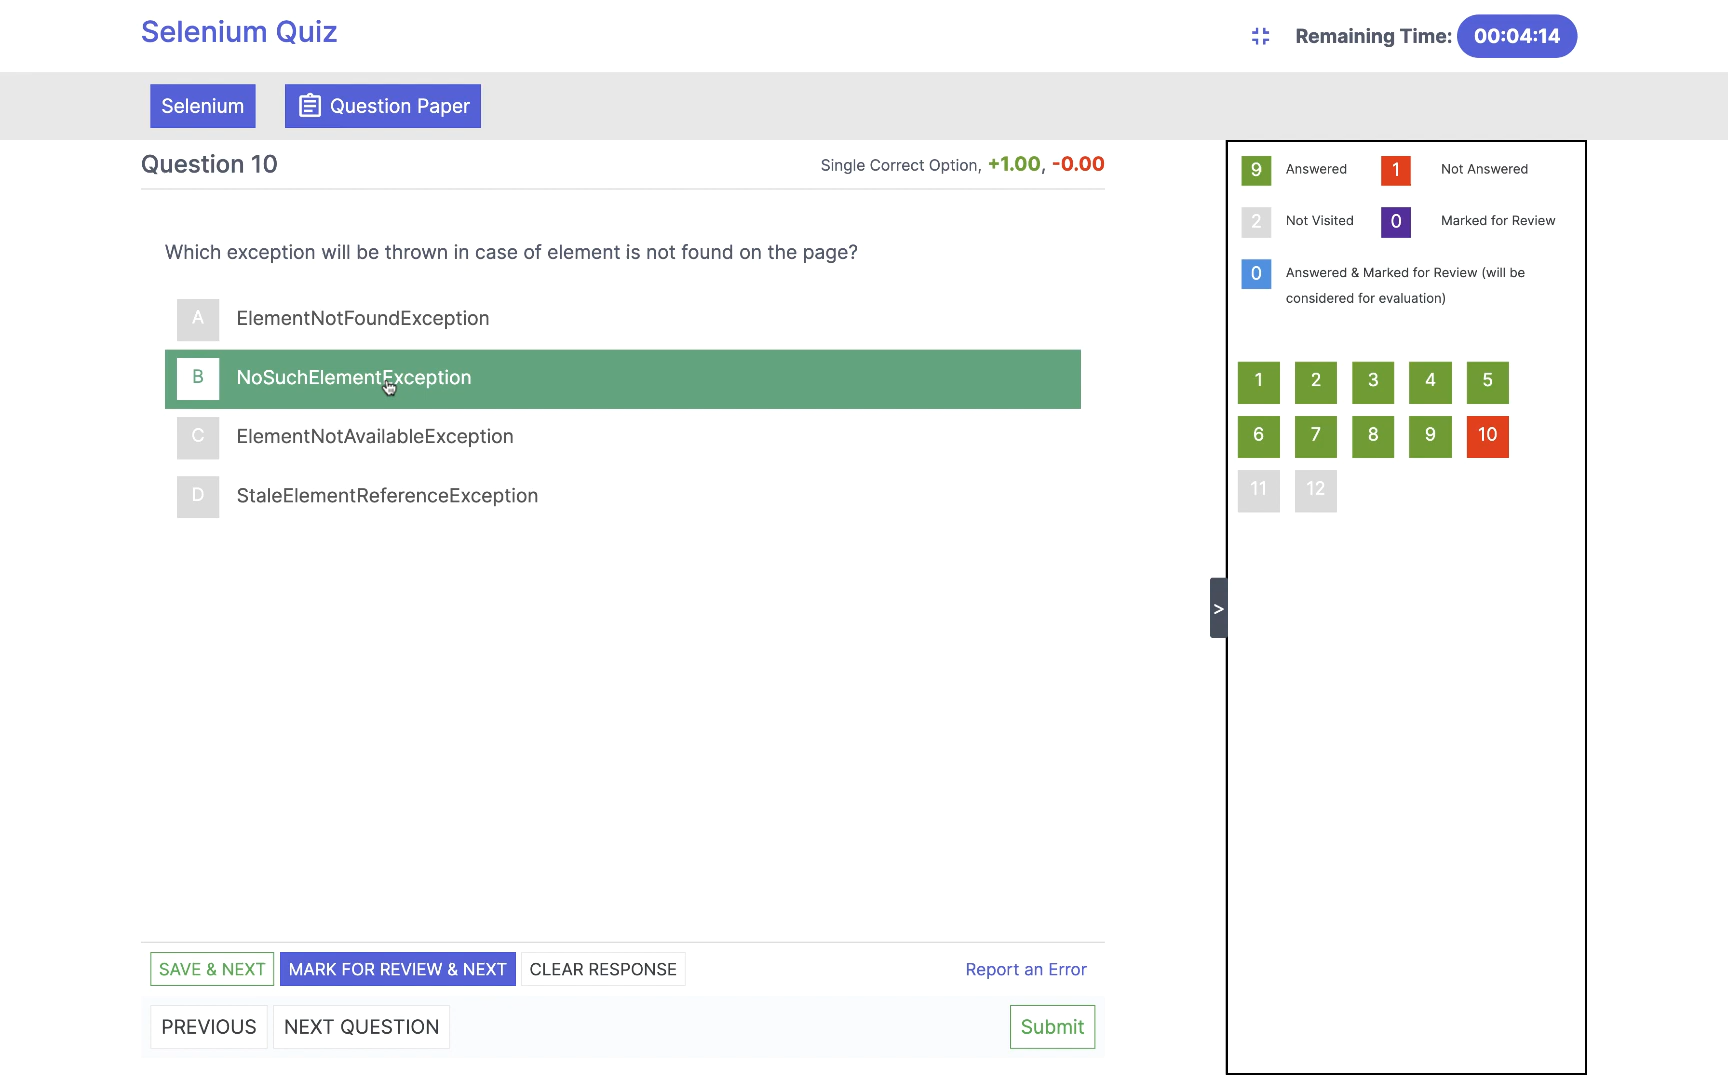 Selenium Quiz
Remaining Time: 00:04:14
Selenium
Question Paper
Question 10
Single Correct Option, +1.00, -0.00
Which exception will be thrown in case of element is not found on the page?
A ElementNotFoundException
B NoSuchElementException
C ElementNotAvailableException
D StaleElementReferenceException
SAVE & NEXT
MARK FOR REVIEW & NEXT
CLEAR RESPONSE
Report an Error
PREVIOUS
NEXT QUESTION
Submit
9 Answered
1 Not Answered
2 Not Visited
0 Marked for Review
0 Answered & Marked for Review (will be
considered for evaluation)
1 2 3 4 5
6 7 8 9 10
11 12
>